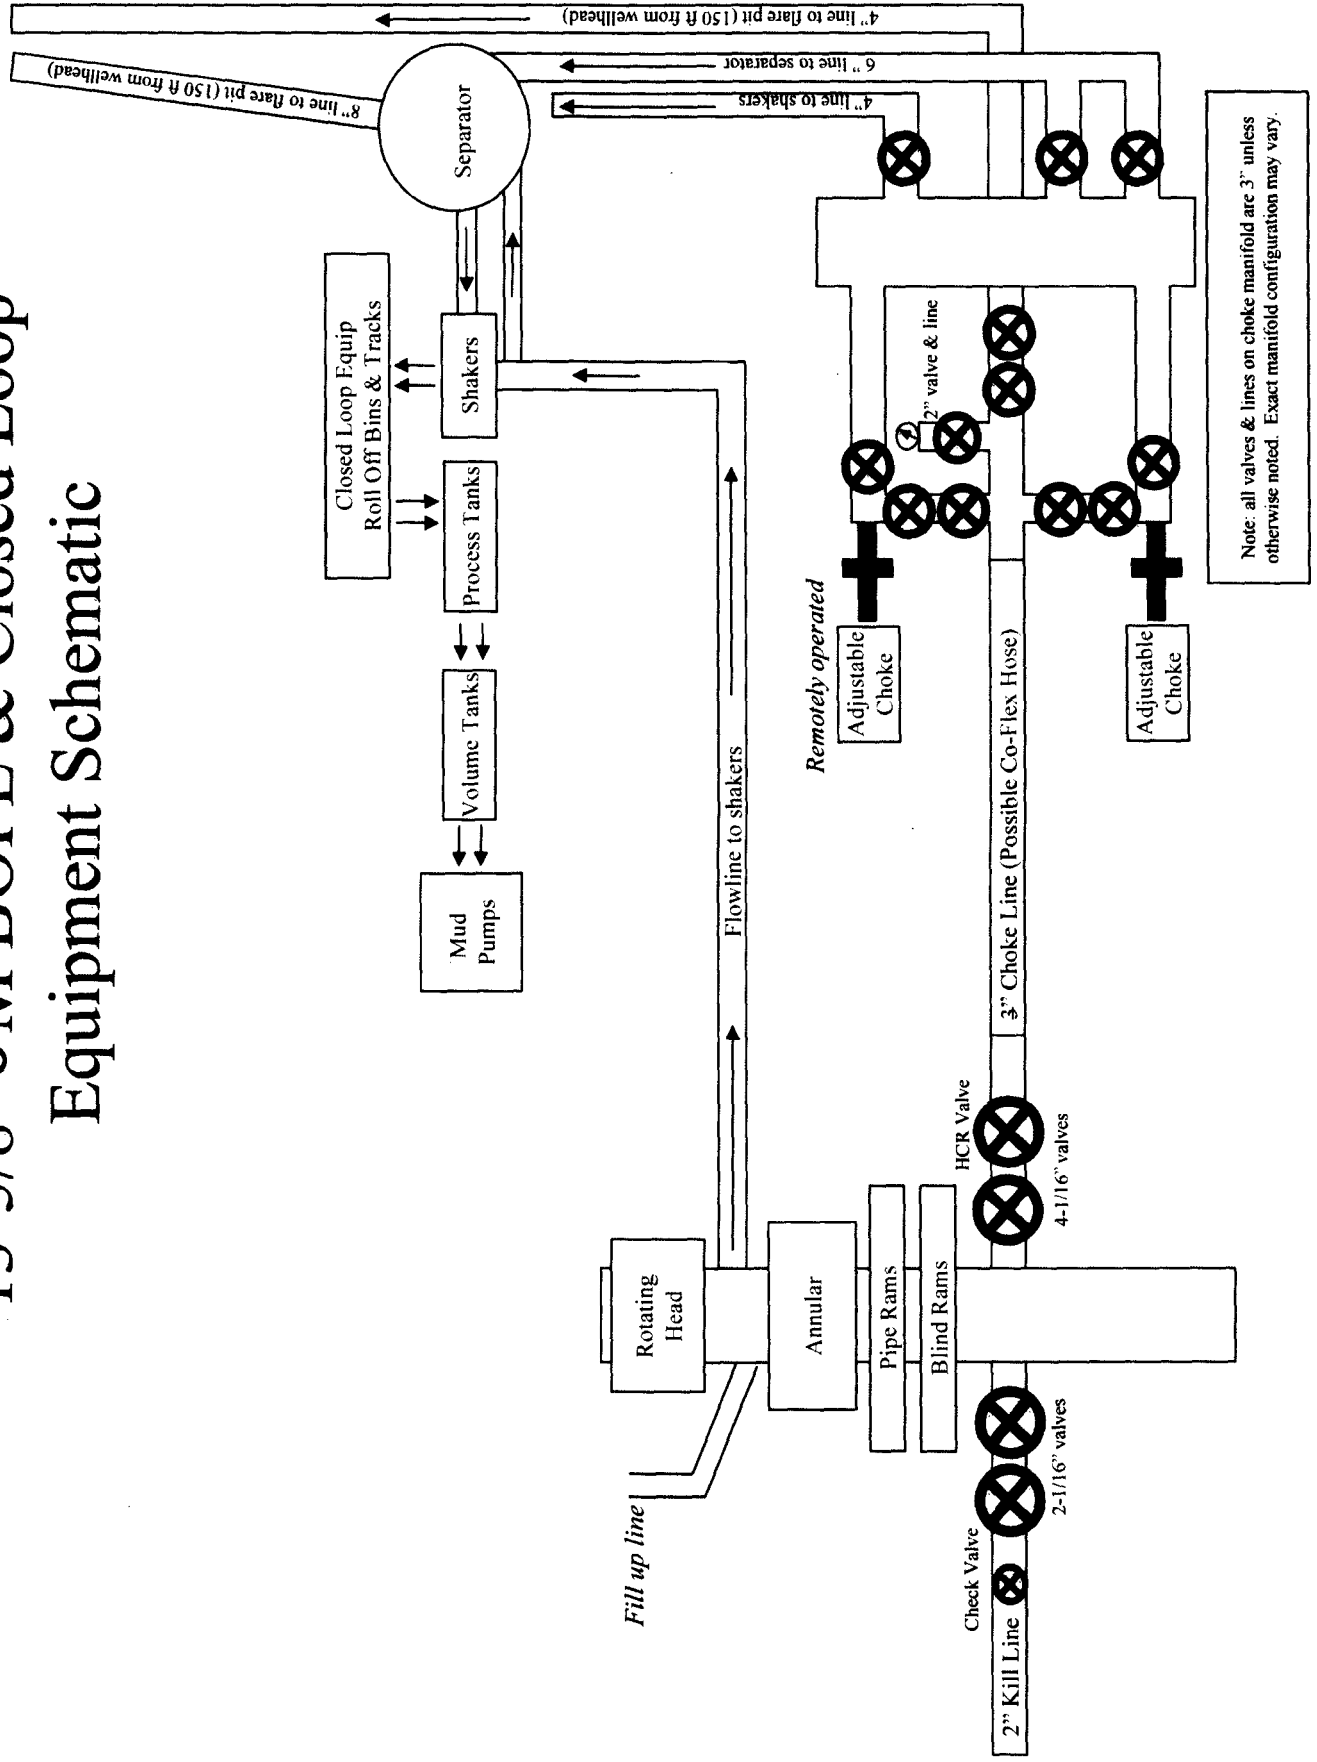 BOPE & Closed Loop
Equipment Schematic
Closed Loop Equip
Roll Off Bins & Tracks
Mud
Pumps
Volume Tanks
Process Tanks
Shakers
Separator
8” line to flare pit (150 ft from wellhead)
4” line to flare pit (150 ft from wellhead)
6” line to separator
4” line to shakers
Fill up line
Rotating
Head
Flowline to shakers
Annular
Pipe Rams
Blind Rams
Remotely operated
Adjustable
Choke
2” valve & line
Check Valve
HCR Valve
2” Kill Line
3” Choke Line (Possible Co-Flex Hose)
2-1/16” valves
4-1/16” valves
Adjustable
Choke
Note: all valves & lines on choke manifold are 3” unless
otherwise noted. Exact manifold configuration may vary.